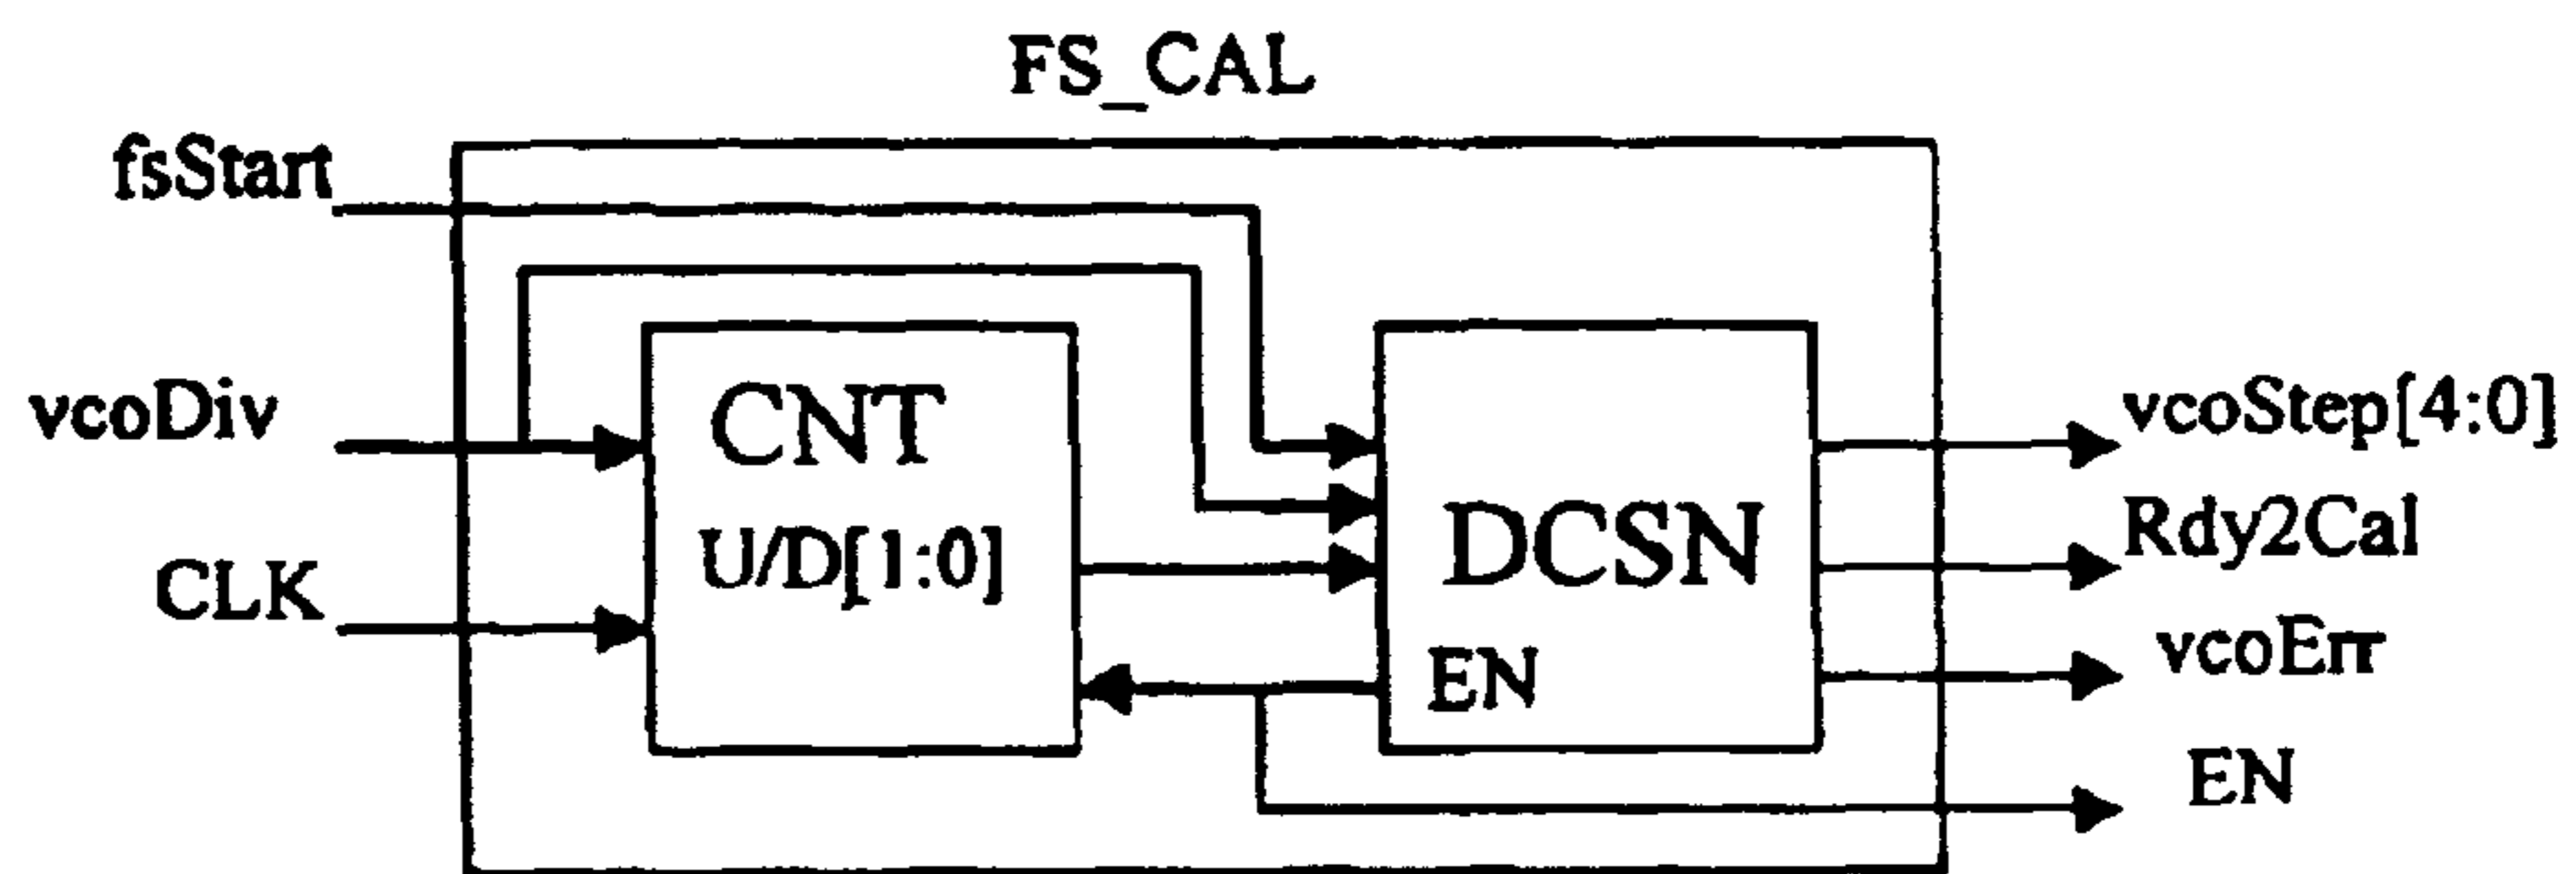 FS_CAL
fsStart
vcoDiv
CLK
CNT
U/D[1:0]
DCSN
EN
vcoStep[4:0]
Rdy2Cal
vcoErr
EN